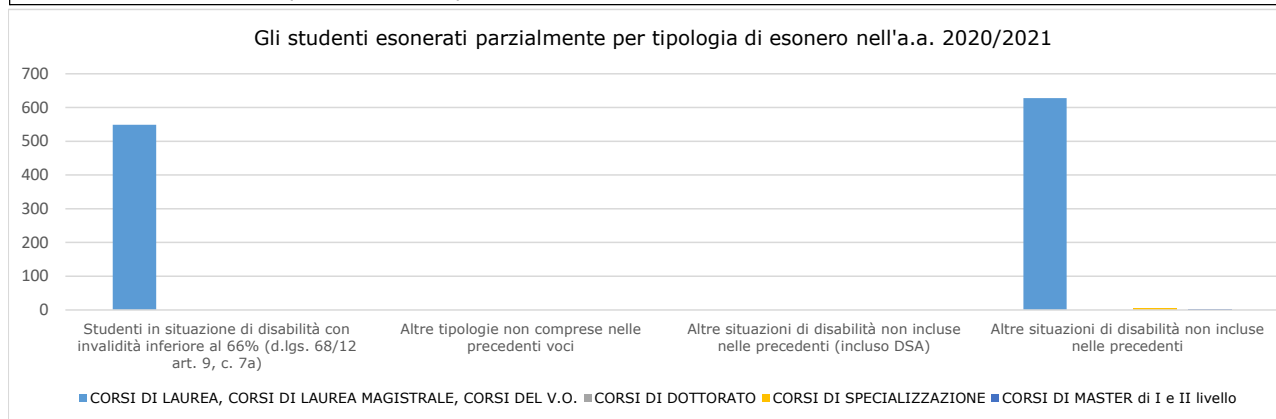 Gli studenti esonerati parzialmente per tipologia di esonero nell'a.a. 2020/2021
700
600
500
400
300
200
100
0
Studenti in situazione di disabilità con
invalidità inferiore al 66% (d.lgs. 68/12
art. 9, c. 7a)
Altre tipologie non comprese nelle
precedenti voci
Altre situazioni di disabilità non incluse
nelle precedenti (incluso DSA)
Altre situazioni di disabilità non incluse
nelle precedenti
CORSI DI LAUREA, CORSI DI LAUREA MAGISTRALE, CORSI DEL V.O. CORSI DI DOTTORATO CORSI DI SPECIALIZZAZIONE CORSI DI MASTER di I e II livello